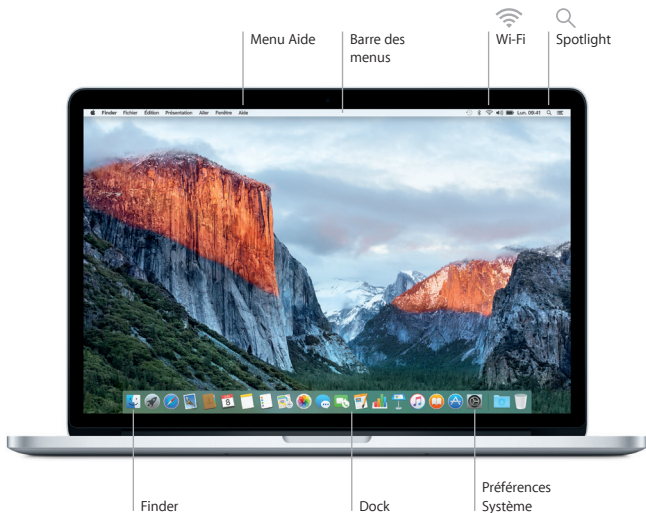 Menu Aide
Barre des
menus
Wi-Fi
Spotlight
Finder Fichier Édition Présentation Aller Fenêtre Aide
Lun. 09:41
8
Finder
Dock
Préférences
Système